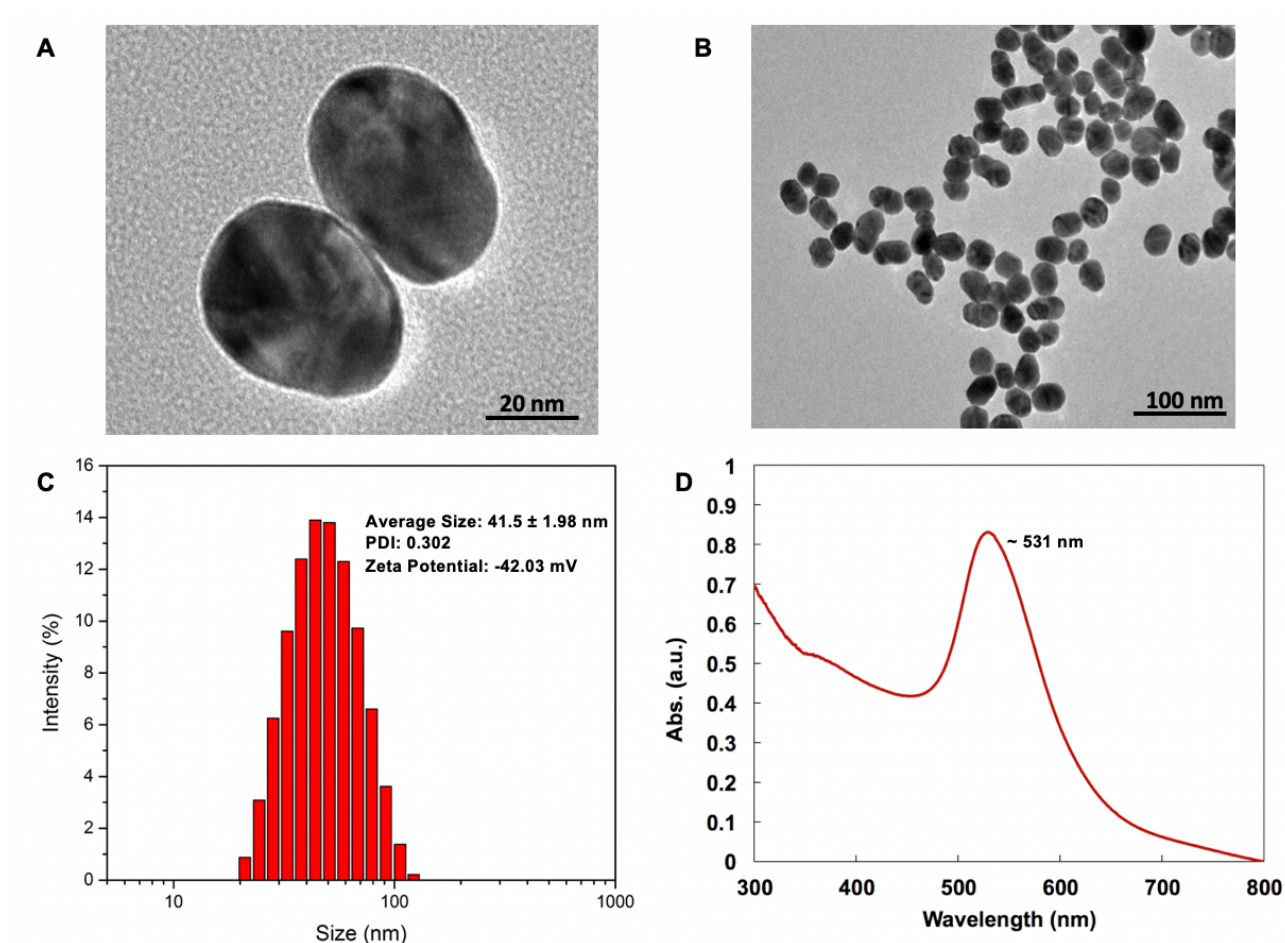 A
20 nm
B
100 nm
C
Intensity (%)
16
14
12
10
8
6
4
2
0
Average Size: 41.5 ± 1.98 nm
PDI: 0.302
Zeta Potential: -42.03 mV
10
100
1000
Size (nm)
D
Abs. (a.u.)
1
0.9
0.8
0.7
0.6
0.5
0.4
0.3
0.2
0.1
0
~ 531 nm
300
400
500
600
700
800
Wavelength (nm)